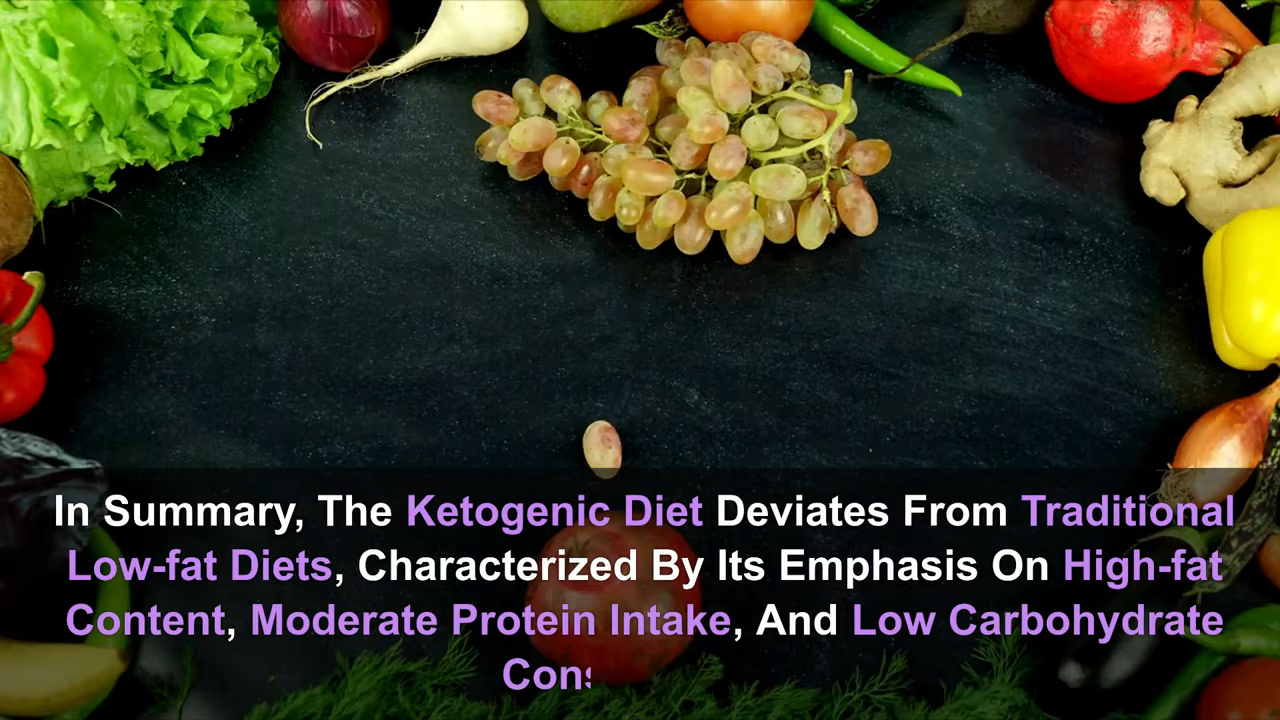 In Summary, The Ketogenic Diet Deviates From Traditional
Low-fat Diets, Characterized By Its Emphasis On High-fat
Content, Moderate Protein Intake, And Low Carbohydrate
Cons